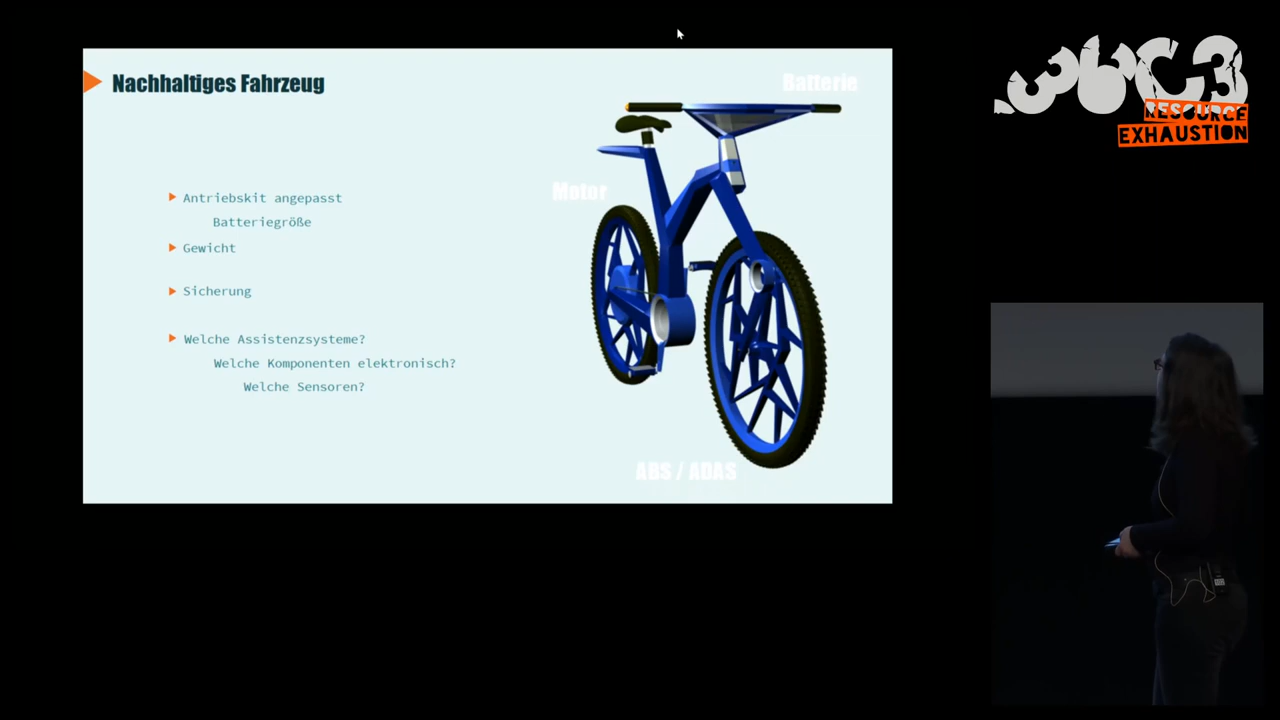 Nachhaltiges Fahrzeug
Antriebskit angepasst
Batteriegröße
Gewicht
Sicherung
Welche Assistenzsysteme?
Welche Komponenten elektronisch?
Welche Sensoren?
Batterie
Motor
ABS / ADAS
36C3
RESOURCE
EXHAUSTION